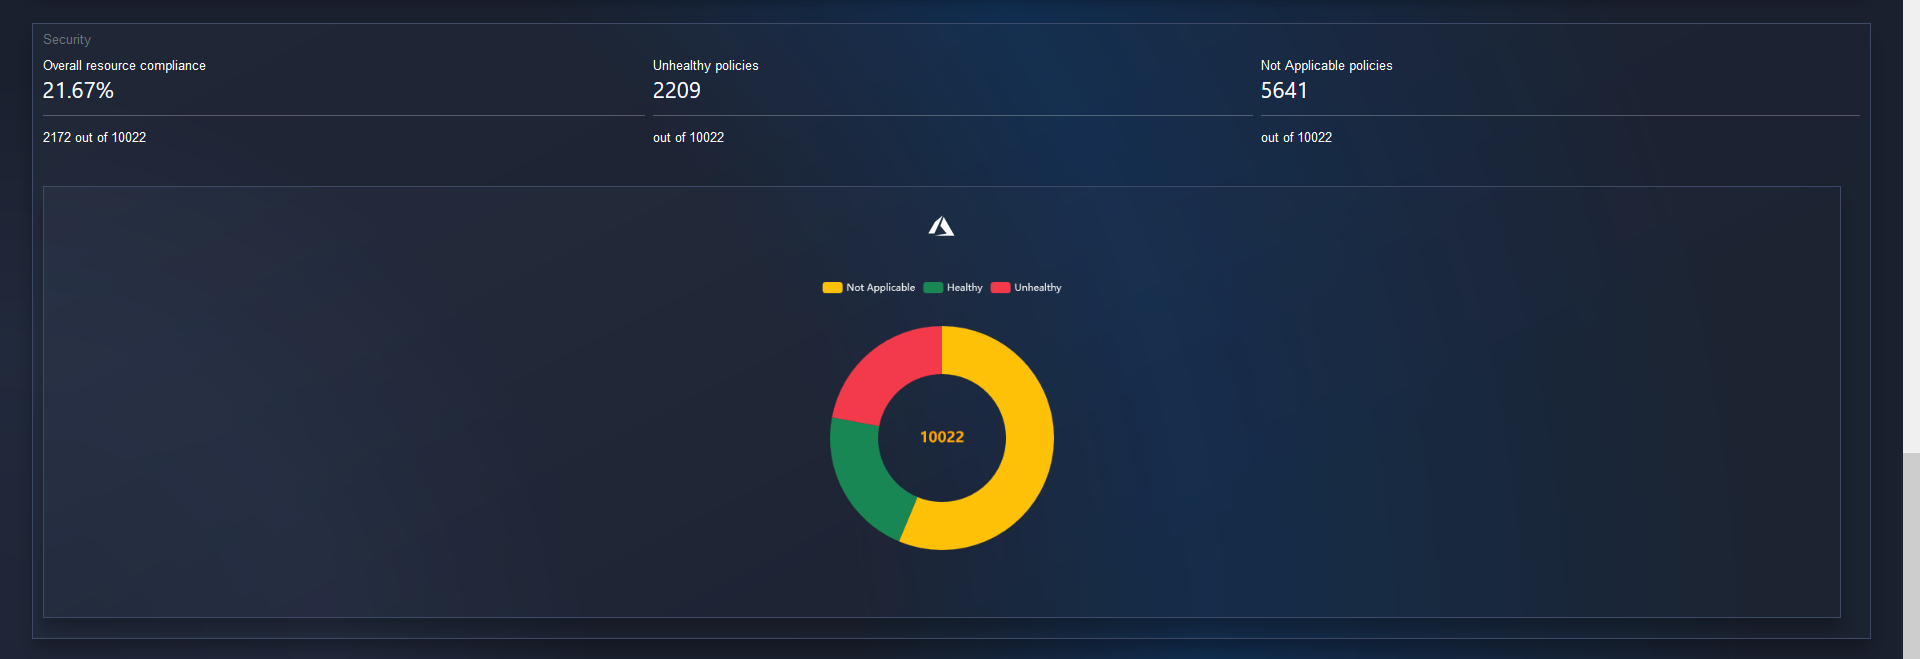 Security
Overall resource compliance
21.67%
2172 out of 10022
Unhealthy policies
2209
out of 10022
Not Applicable policies
5641
out of 10022
Not Applicable Healthy Unhealthy
10022